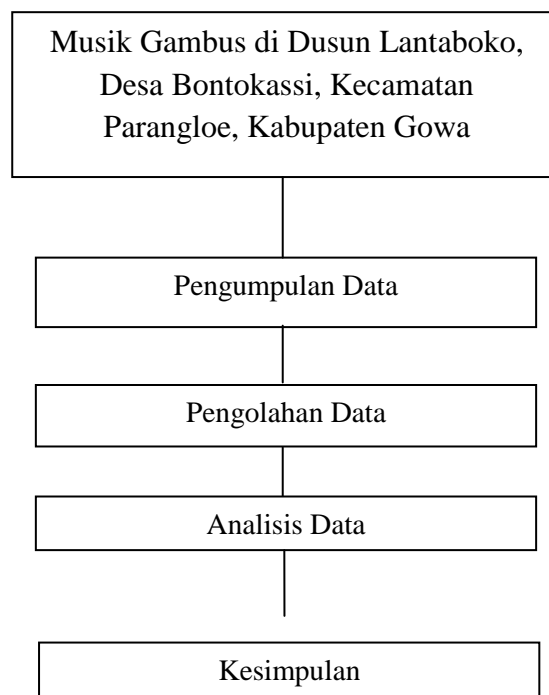 Musik Gambus di Dusun Lantaboko,
Desa Bontokassi, Kecamatan
Parangloe, Kabupaten Gowa
Pengumpulan Data
Pengolahan Data
Analisis Data
Kesimpulan